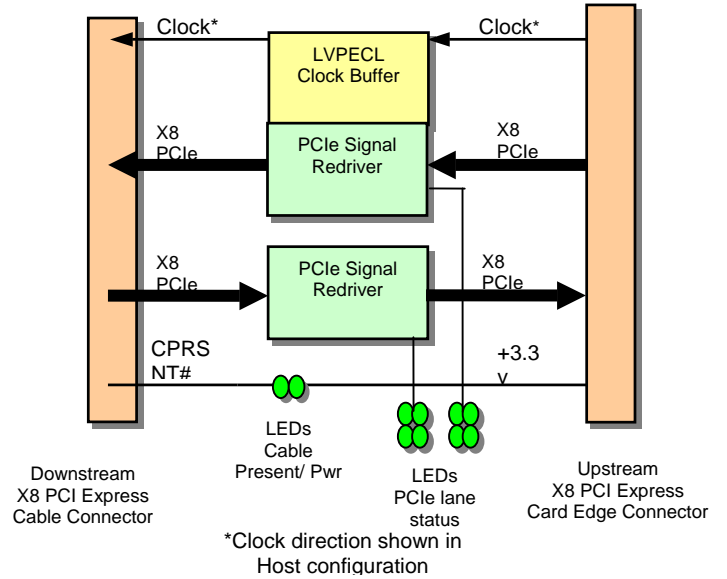 Clock*
Clock*
LVPECL
Clock Buffer
X8
PCIe
PCIe Signal
Redriver
X8
PCIe
X8
PCIe
PCIe Signal
Redriver
X8
PCIe
CPRS
NT#
+3.3
v
LEDs
Cable
Present/ Pwr
LEDs
PCIe lane
status
Downstream
X8 PCI Express
Cable Connector
Upstream
X8 PCI Express
Card Edge Connector
*Clock direction shown in
Host configuration